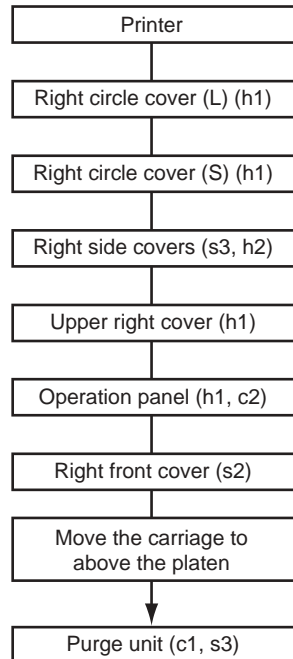 Printer
Right circle cover (L) (h1)
Right circle cover (S) (h1)
Right side covers (s3, h2)
Upper right cover (h1)
Operation panel (h1, c2)
Right front cover (s2)
Move the carriage to
above the platen
Purge unit (c1, s3)